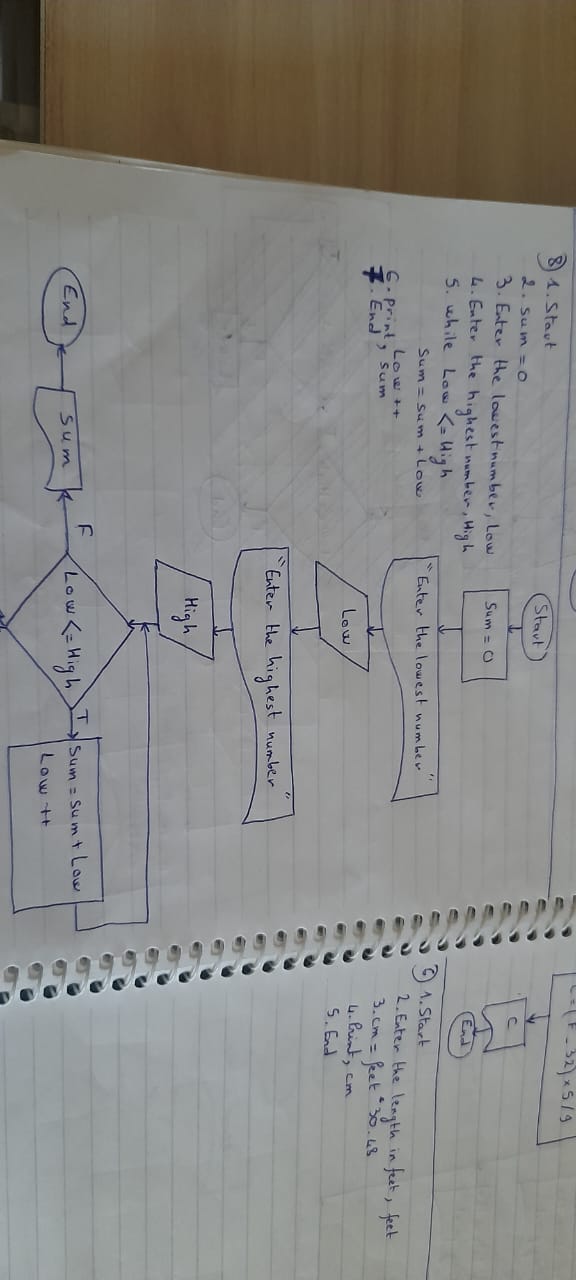 8) 1. Start
2. Sum = 0
3. Enter the lowest number, Low
4. Enter the highest number, High
5. while Low <= High
Sum = Sum + Low
Low ++
6. Print, Sum
7. End
Start
Sum = 0
"Enter the lowest number"
Low
"Enter the highest number"
High
Low <= High
T
Sum = Sum + Low
Low ++
F
Sum
End
C = (F - 32) × 5/9
C
End
6) 1. Start
2. Enter the length in feet, feet
3. cm = feet * 30.48
4. Print, cm
5. End